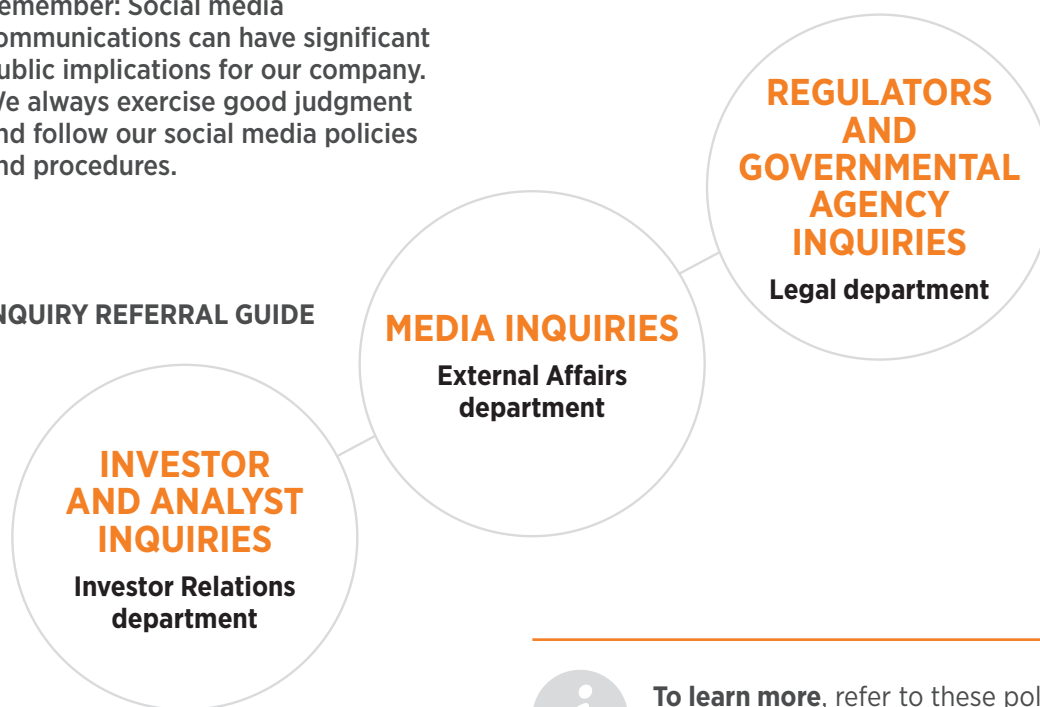 emember: Social media
ommunications can have significant
ublic implications for our company.
We always exercise good judgment
nd follow our social media policies
nd procedures.
NQUIRY REFERRAL GUIDE
INVESTOR
AND ANALYST
INQUIRIES
Investor Relations
department
MEDIA INQUIRIES
External Affairs
department
REGULATORS
AND
GOVERNMENTAL
AGENCY
INQUIRIES
Legal department
To learn more, refer to these pol